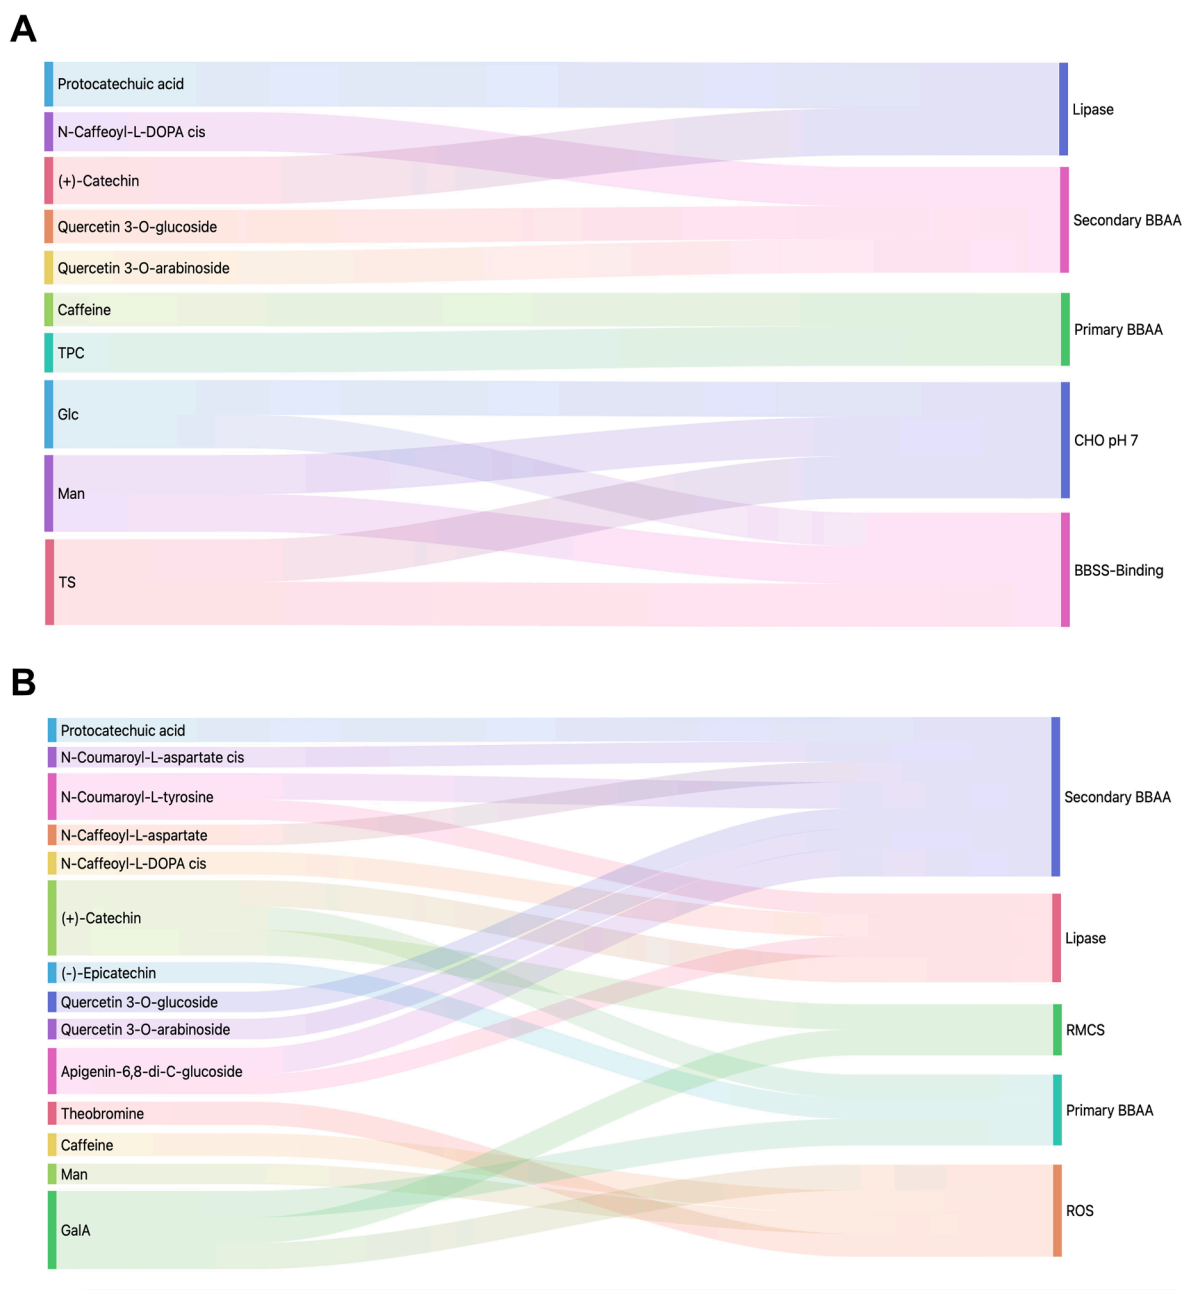 A
Protocatechuic acid
N-Caffeoyl-L-DOPA cis
(+)-Catechin
Quercetin 3-O-glucoside
Quercetin 3-O-arabinoside
Caffeine
TPC
Glc
Man
TS
Lipase
Secondary BBAA
Primary BBAA
CHO pH 7
BBSS-Binding
B
Protocatechuic acid
N-Coumaroyl-L-aspartate cis
N-Coumaroyl-L-tyrosine
N-Caffeoyl-L-aspartate
N-Caffeoyl-L-DOPA cis
(+)-Catechin
(-)-Epicatechin
Quercetin 3-O-glucoside
Quercetin 3-O-arabinoside
Apigenin-6,8-di-C-glucoside
Theobromine
Caffeine
Man
GalA
Secondary BBAA
Lipase
RMCS
Primary BBAA
ROS